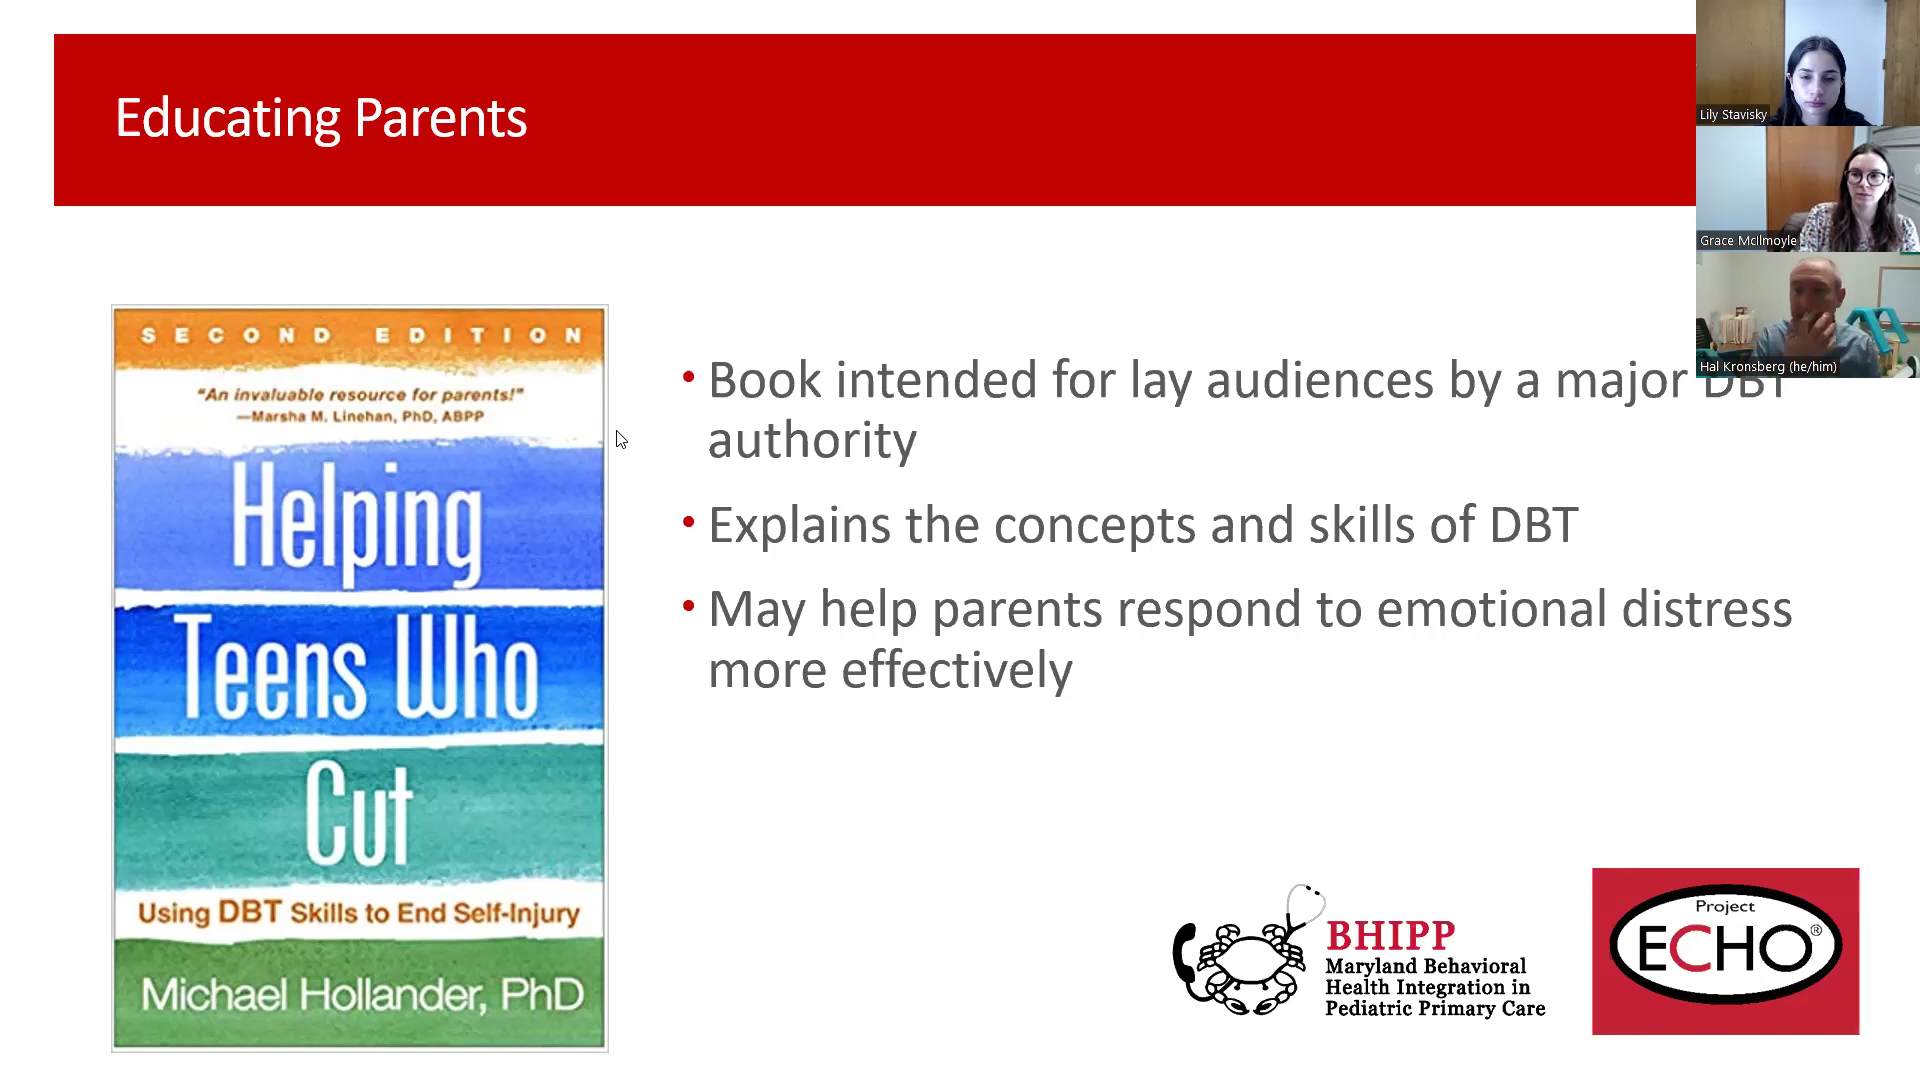 Educating Parents
Lily Stavisky
Grace McIlmoyle
Hal Kronsberg (he/him)
SECOND EDITION
"An invaluable resource for parents!"
—Marsha M. Linehan, PhD, ABPP
Helping
Teens Who
Cut
Using DBT Skills to End Self-Injury
Michael Hollander, PhD
• Book intended for lay audiences by a major DBT
authority
• Explains the concepts and skills of DBT
• May help parents respond to emotional distress
more effectively
BHIPP
Maryland Behavioral
Health Integration in
Pediatric Primary Care
Project
ECHO®